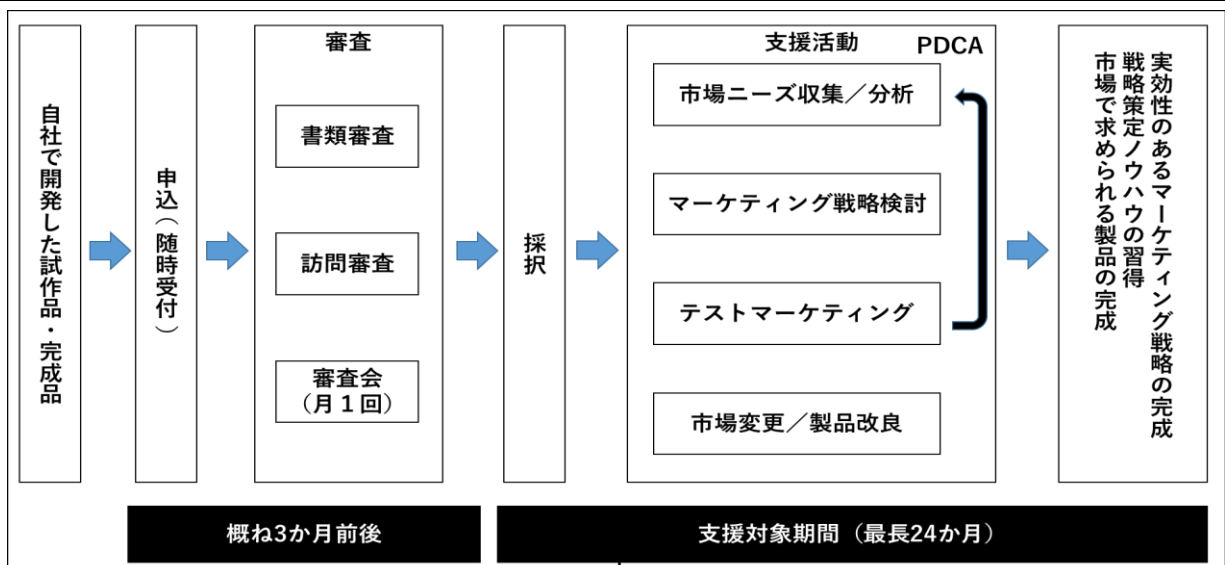 自社で開発した試作品・完成品
申込（随時受付）
審査
書類審査
訪問審査
審査会
（月１回）
採択
支援活動
PDCA
市場ニーズ収集／分析
マーケティング戦略検討
テストマーケティング
市場変更／製品改良
実効性のあるマーケティング戦略の完成
戦略策定ノウハウの習得
市場で求められる製品の完成
概ね3か月前後
支援対象期間（最長24か月）